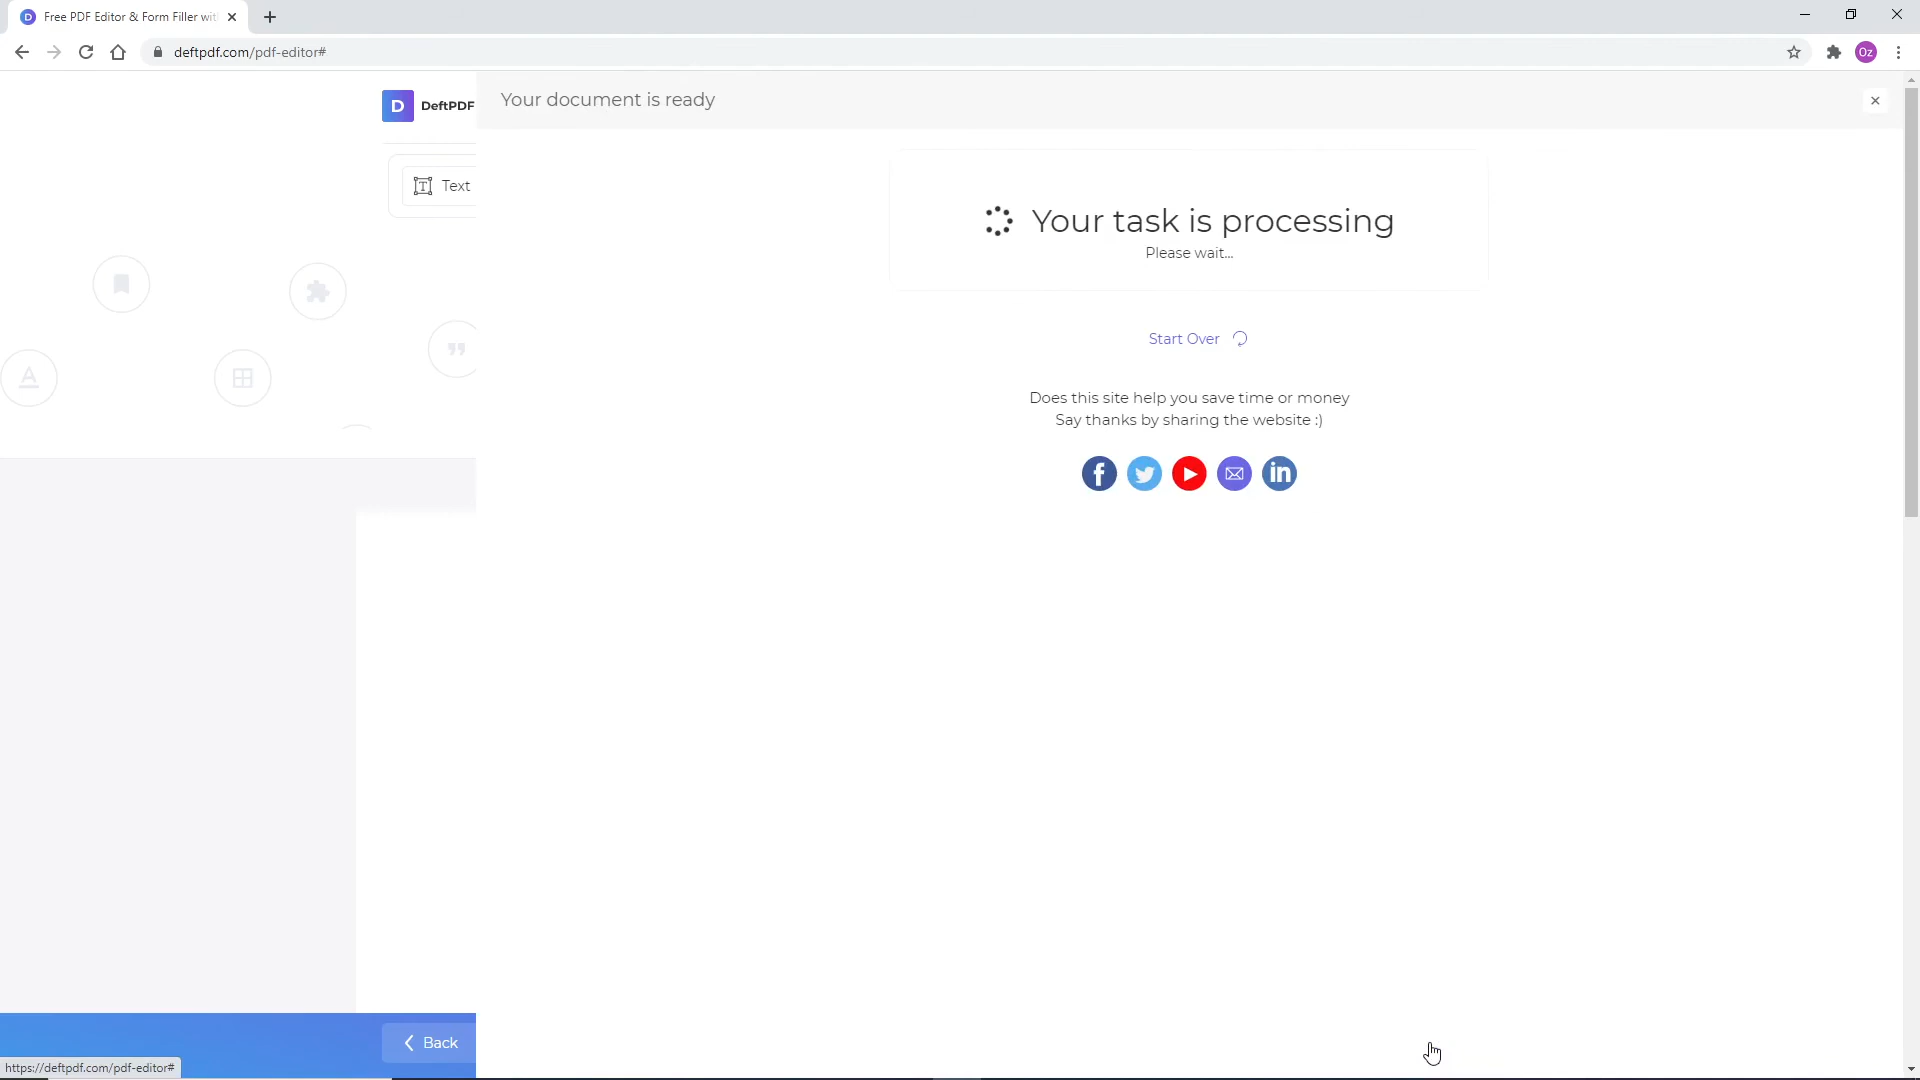 Free PDF Editor & Form Filler wit
deftpdf.com/pdf-editor#
Oz
D DeftPDF
Your document is ready
Text
Your task is processing
Please wait...
Start Over
Does this site help you save time or money
Say thanks by sharing the website :)
Back
https://deftpdf.com/pdf-editor#